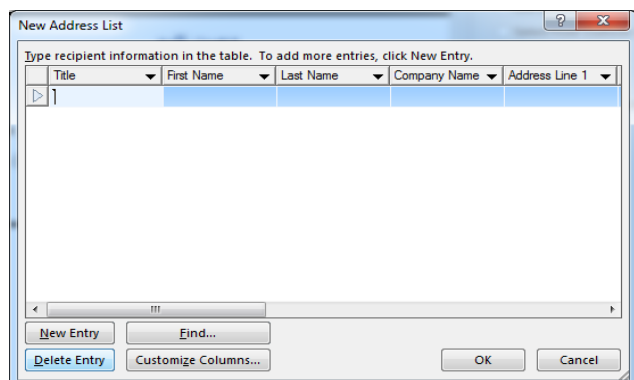 New Address List
Type recipient information in the table. To add more entries, click New Entry.
Title First Name Last Name Company Name Address Line 1
New Entry Find...
Delete Entry Customize Columns... OK Cancel